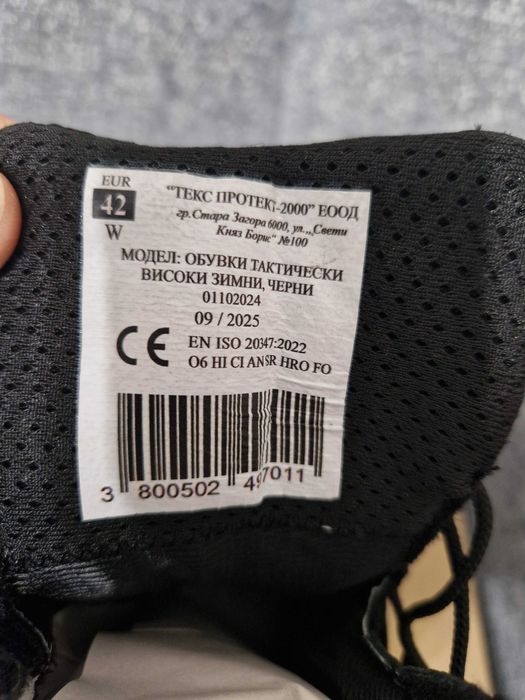 EUR
42
W
"ТЕКС ПРОТЕКТ-2000" ЕООД
гр. Стара Загора 6000, ул. „Свети
Княз Борис" №100
МОДЕЛ: ОБУВКИ ТАКТИЧЕСКИ
ВИСОКИ ЗИМНИ, ЧЕРНИ
01102024
09 / 2025
CE
EN ISO 20347:2022
O6 HI CI AN SR HRO FO
3 800502 497011